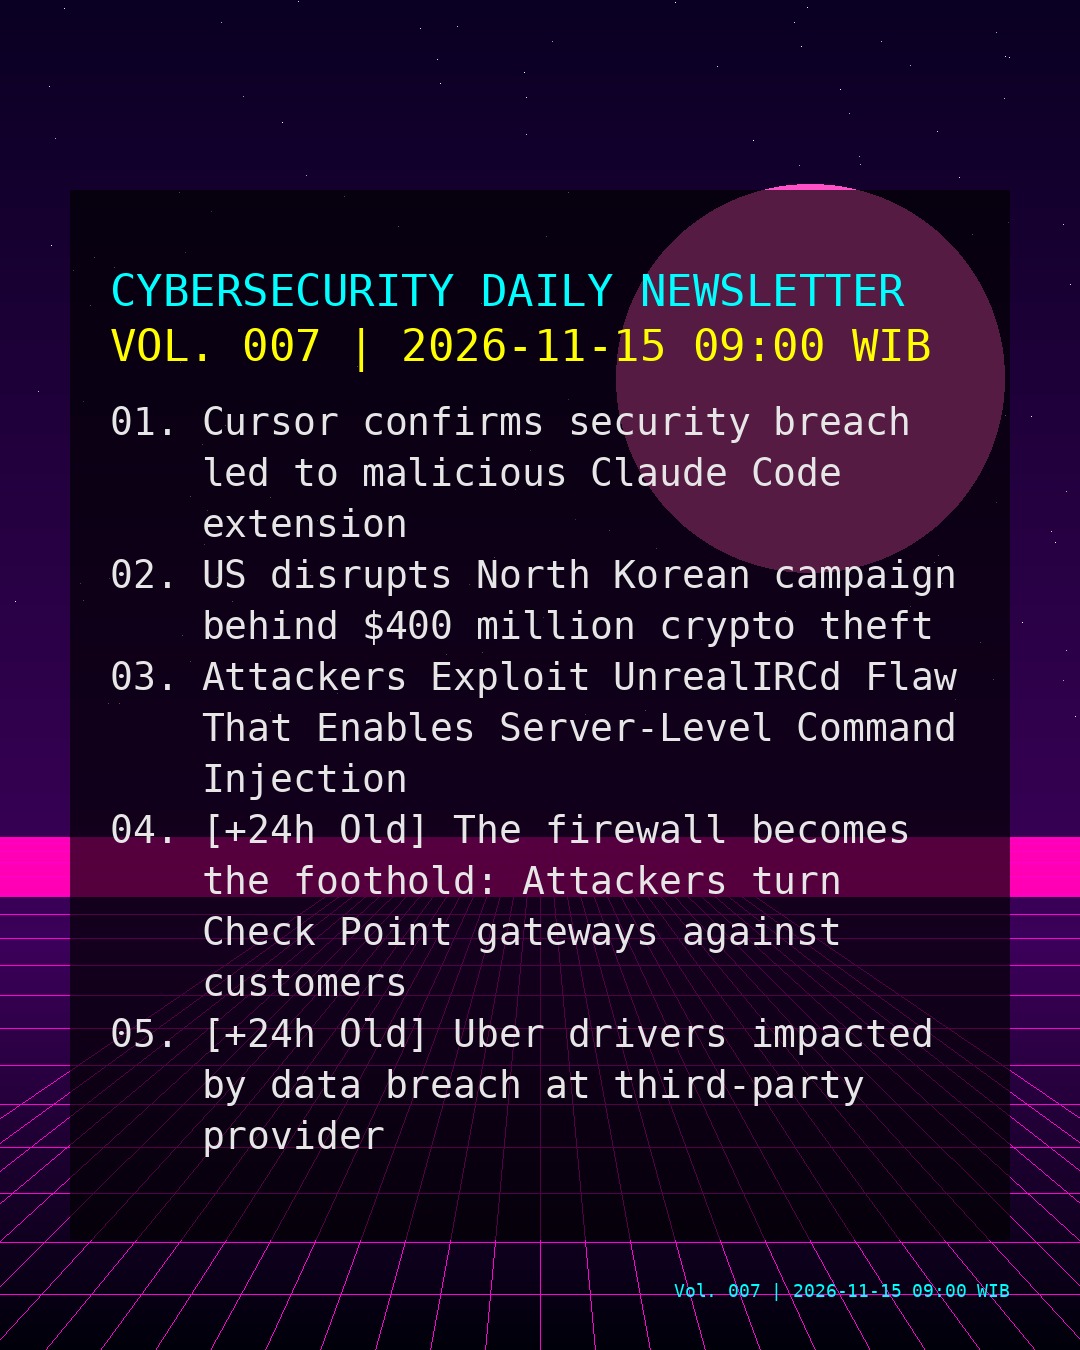 CYBERSECURITY DAILY NEWSLETTER
VOL. 007 | 2026-11-15 09:00 WIB
01. Cursor confirms security breach
led to malicious Claude Code
extension
02. US disrupts North Korean campaign
behind $400 million crypto theft
03. Attackers Exploit UnrealIRCd Flaw
That Enables Server-Level Command
Injection
04. [+24h Old] The firewall becomes
the foothold: Attackers turn
Check Point gateways against
customers
05. [+24h Old] Uber drivers impacted
by data breach at third-party
provider
Vol. 007 | 2026-11-15 09:00 WIB